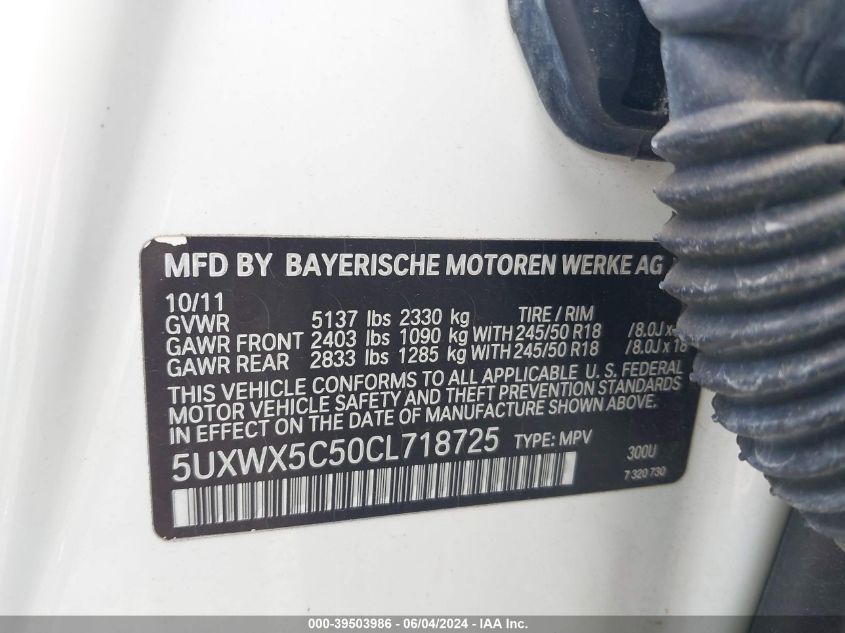 MFD BY BAYERISCHE MOTOREN WERKE AG
10/11
GVWR 5137 lbs 2330 kg TIRE / RIM
GAWR FRONT 2403 lbs 1090 kg WITH 245/50 R18 /8.0J x
GAWR REAR 2833 lbs 1285 kg WITH 245/50 R18 /8.0J x 18
THIS VEHICLE CONFORMS TO ALL APPLICABLE U. S. FEDERAL
MOTOR VEHICLE SAFETY AND THEFT PREVENTION STANDARDS
IN EFFECT ON THE DATE OF MANUFACTURE SHOWN ABOVE.
5UXWX5C50CL718725 TYPE: MPV 300U
7 320 730
000-39503986 - 06/04/2024 - IAA Inc.